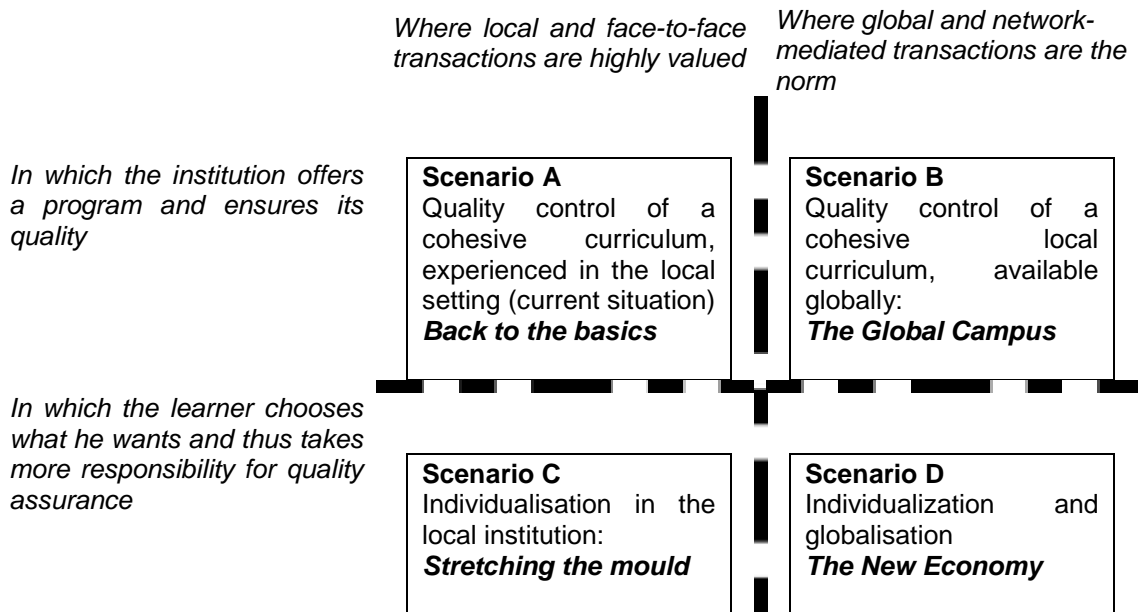 Where local and face-to-face
transactions are highly valued
Where global and network-
mediated transactions are the
norm
In which the institution offers
a program and ensures its
quality
Scenario A
Quality control of a
cohesive curriculum,
experienced in the local
setting (current situation)
Back to the basics
Scenario B
Quality control of a
cohesive local
curriculum, available
globally:
The Global Campus
In which the learner chooses
what he wants and thus takes
more responsibility for quality
assurance
Scenario C
Individualisation in the
local institution:
Stretching the mould
Scenario D
Individualization and
globalisation
The New Economy